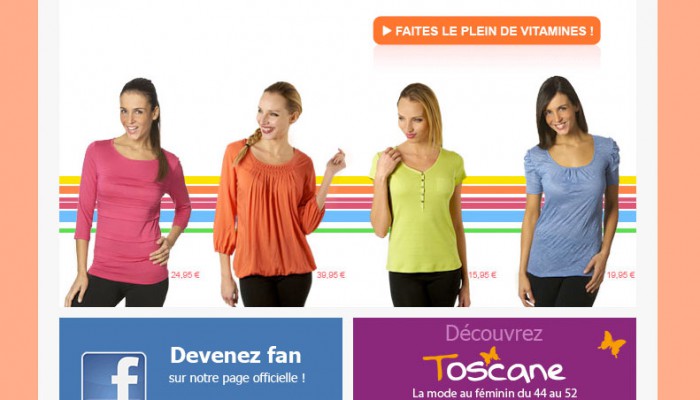 ▶ FAITES LE PLEIN DE VITAMINES !
24,95 €
39,95 €
15,95 €
19,95 €
Devenez fan
sur notre page officielle !
f
Découvrez
Toscane
La mode au féminin du 44 au 52